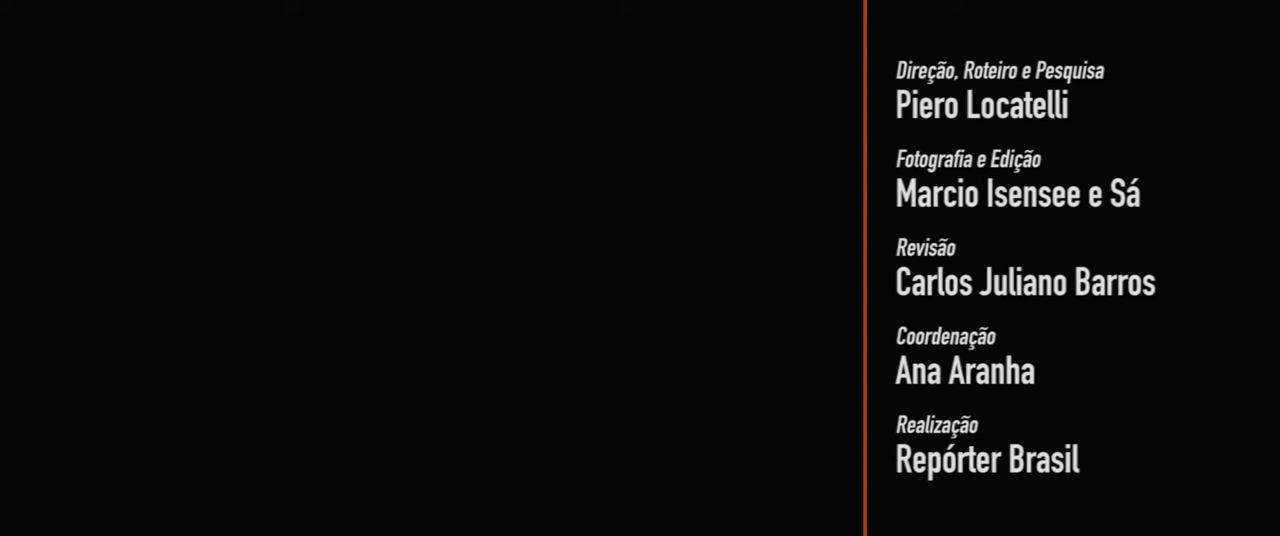 Direção, Roteiro e Pesquisa
Piero Locatelli
Fotografia e Edição
Marcio Isensee e Sá
Revisão
Carlos Juliano Barros
Coordenação
Ana Aranha
Realização
Repórter Brasil